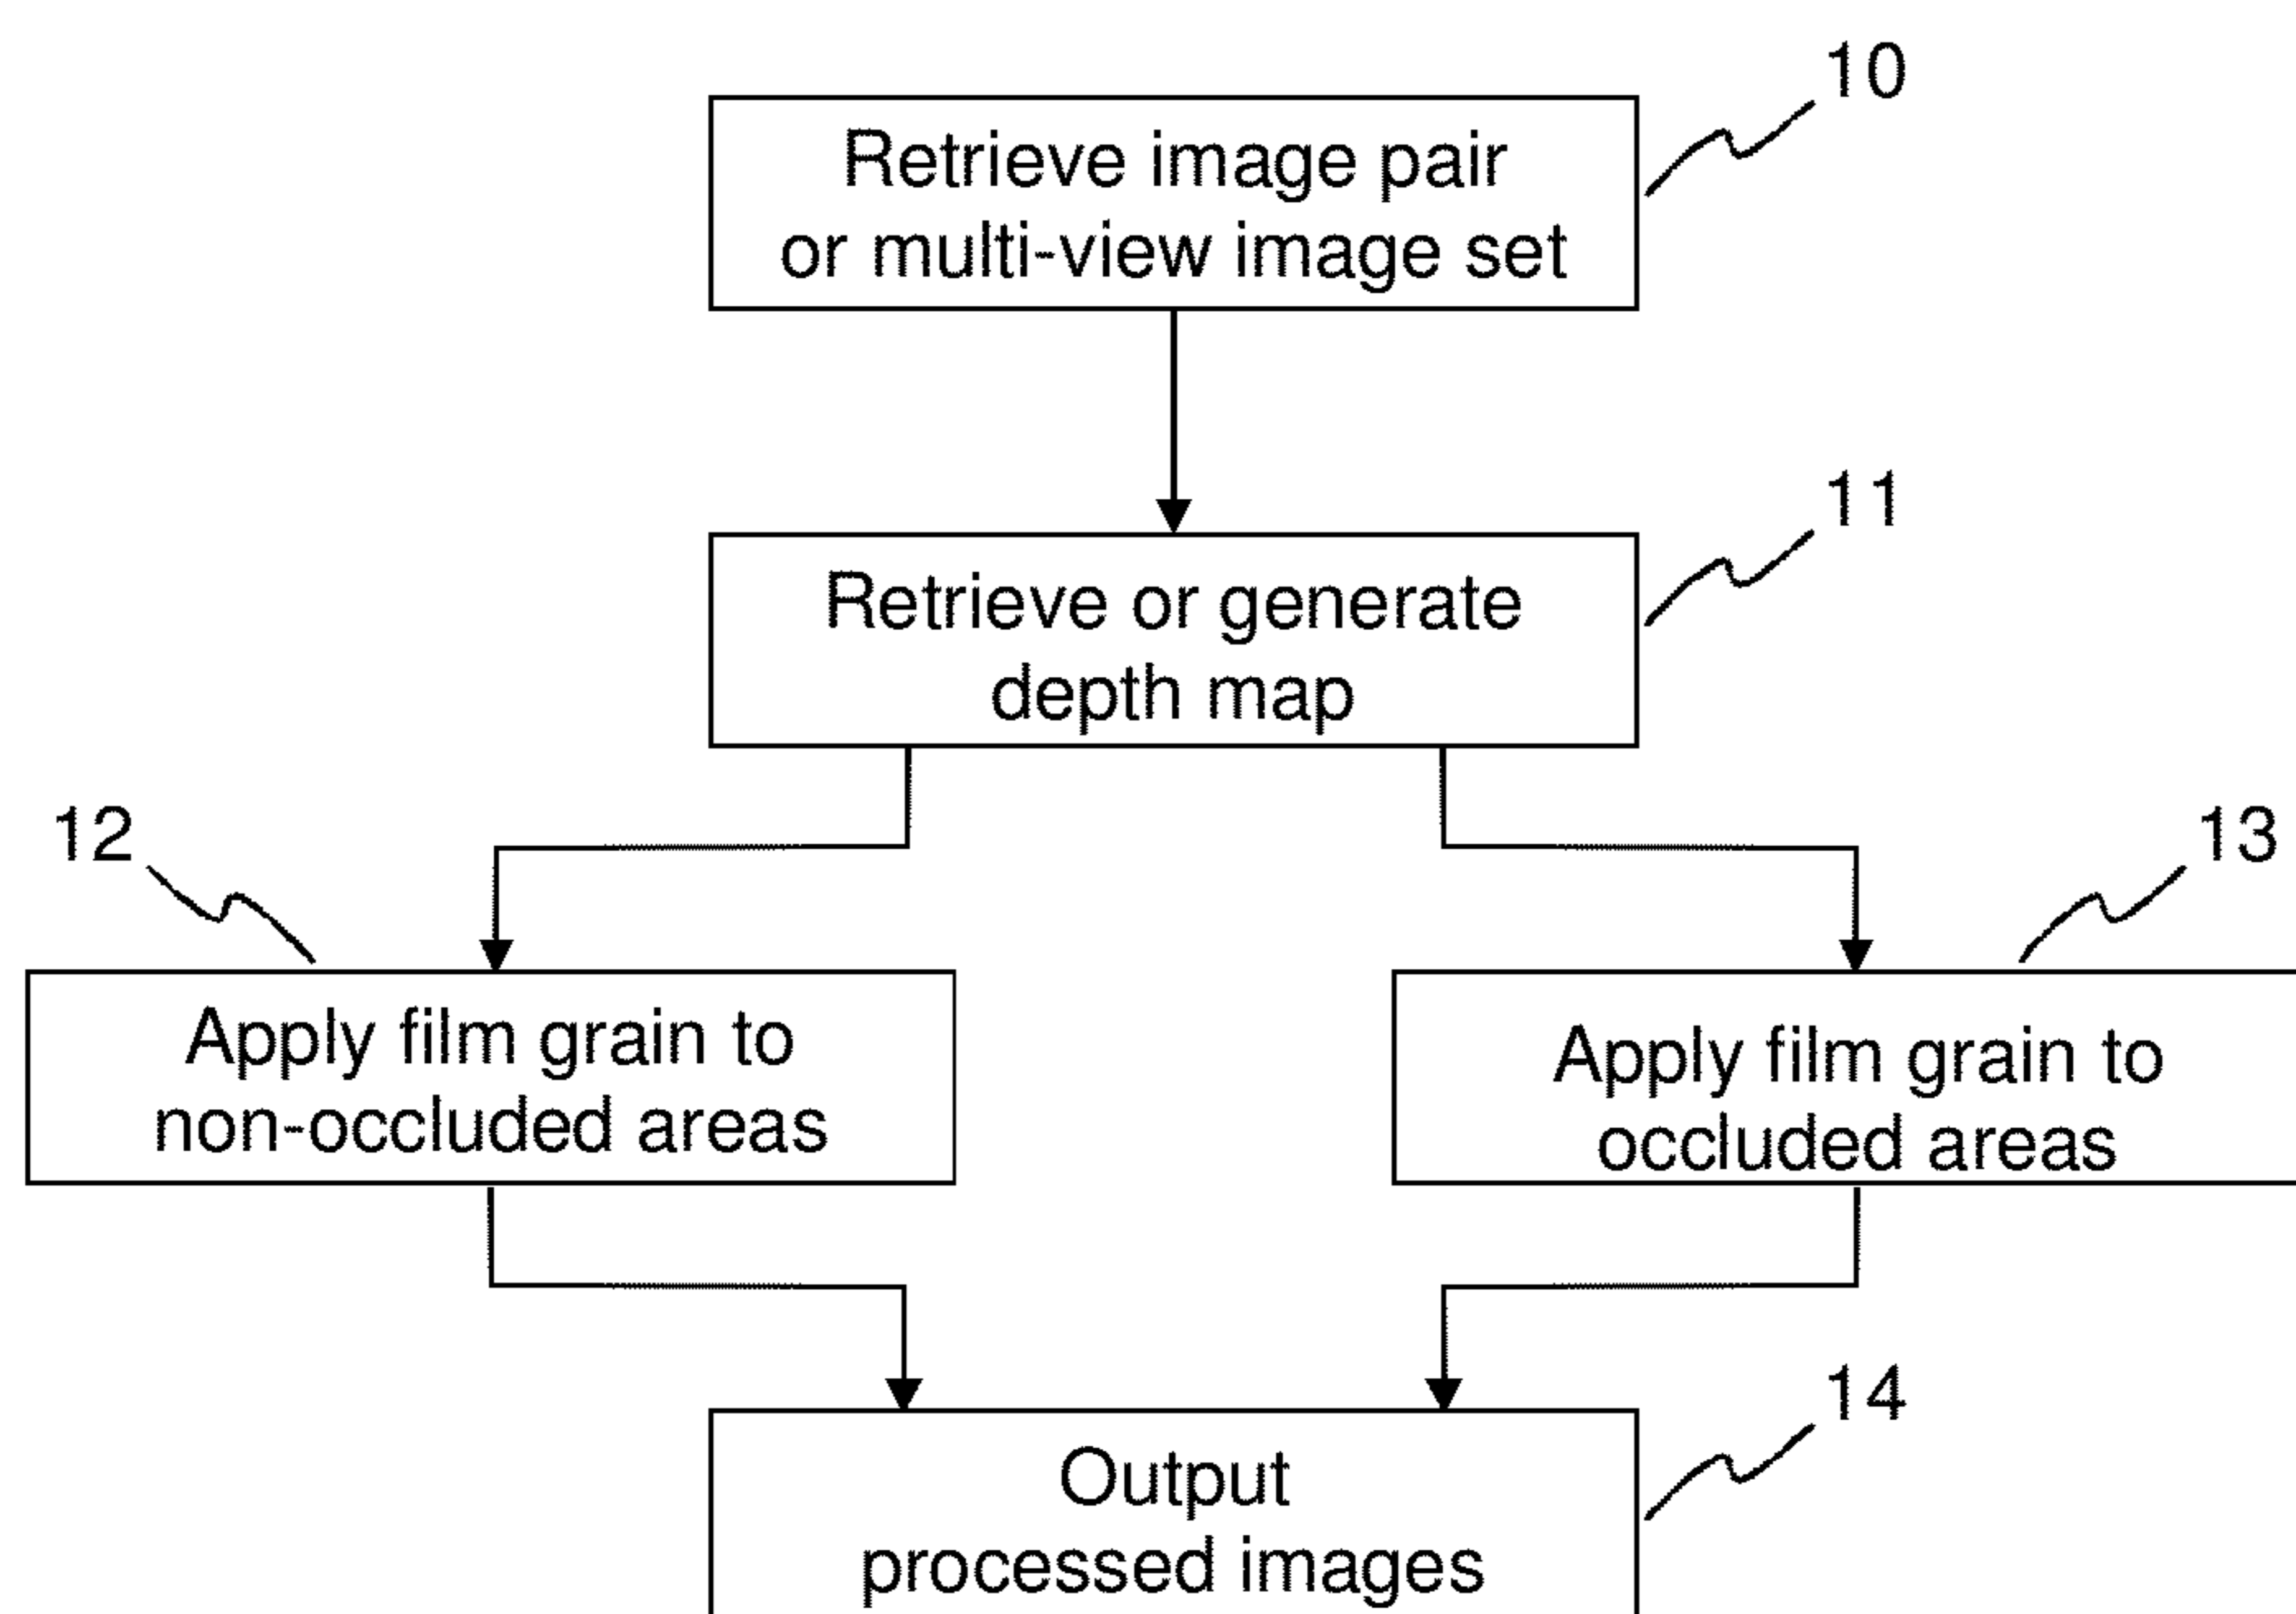 10
Retrieve image pair
or multi-view image set
11
Retrieve or generate
depth map
12
13
Apply film grain to
non-occluded areas
Apply film grain to
occluded areas
14
Output
processed images